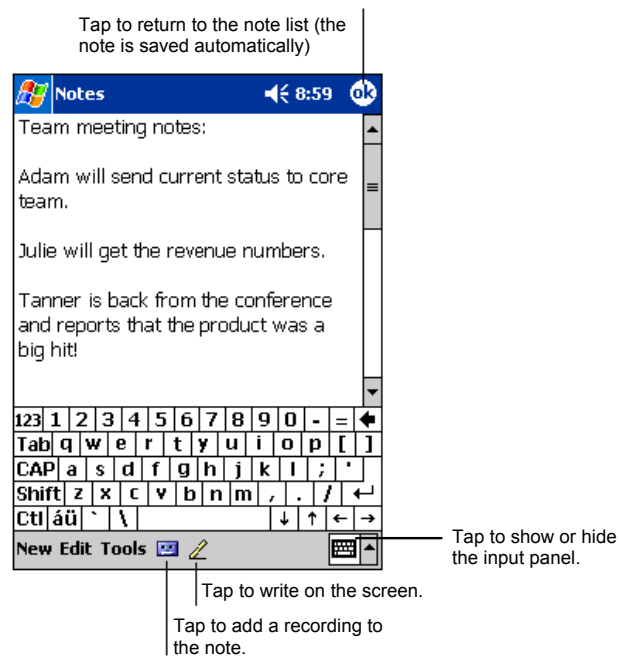 Tap to return to the note list (the
note is saved automatically)
Notes 8:59 ok
Team meeting notes:
Adam will send current status to core
team.
Julie will get the revenue numbers.
Tanner is back from the conference
and reports that the product was a
big hit!
123 1 2 3 4 5 6 7 8 9 0 - =
Tab q w e r t y u i o p [ ]
CAP a s d f g h j k l ; '
Shift z x c v b n m , . /
Ctl áü ` \ ↓ ↑ ← →
New Edit Tools
Tap to show or hide
the input panel.
Tap to write on the screen.
Tap to add a recording to
the note.